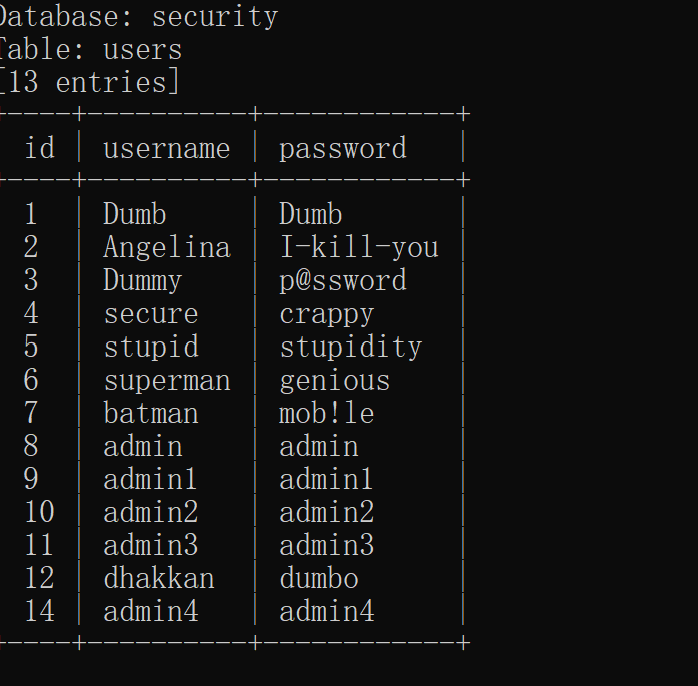 Database: security
Table: users
[13 entries]
+-----+----------+------------+
| id | username | password |
+-----+----------+------------+
| 1 | Dumb | Dumb |
| 2 | Angelina | I-kill-you |
| 3 | Dummy | p@ssword |
| 4 | secure | crappy |
| 5 | stupid | stupidity |
| 6 | superman | genious |
| 7 | batman | mob!le |
| 8 | admin | admin |
| 9 | admin1 | admin1 |
| 10 | admin2 | admin2 |
| 11 | admin3 | admin3 |
| 12 | dhakkan | dumbo |
| 14 | admin4 | admin4 |
+-----+----------+------------+